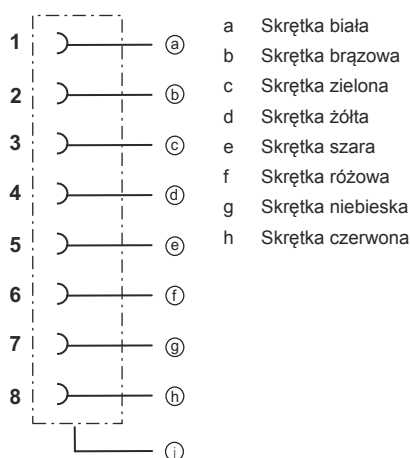 1 ⓐ
2 ⓑ
3 ⓒ
4 ⓓ
5 ⓔ
6 ⓕ
7 ⓖ
8 ⓗ
a Skrętka biała
b Skrętka brązowa
c Skrętka zielona
d Skrętka żółta
e Skrętka szara
f Skrętka różowa
g Skrętka niebieska
h Skrętka czerwona